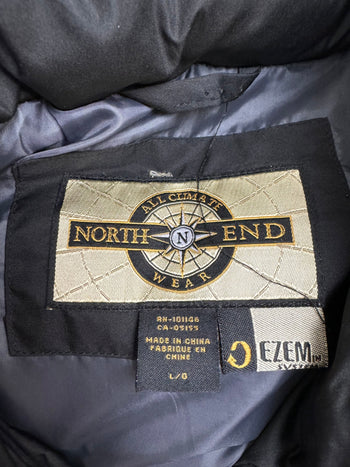 ALL CLIMATE
NORTH N END
WEAR
RN-101146
CA-05155
MADE IN CHINA
FABRIQUE EN
CHINE
L/G
EZEM
SYSTEM